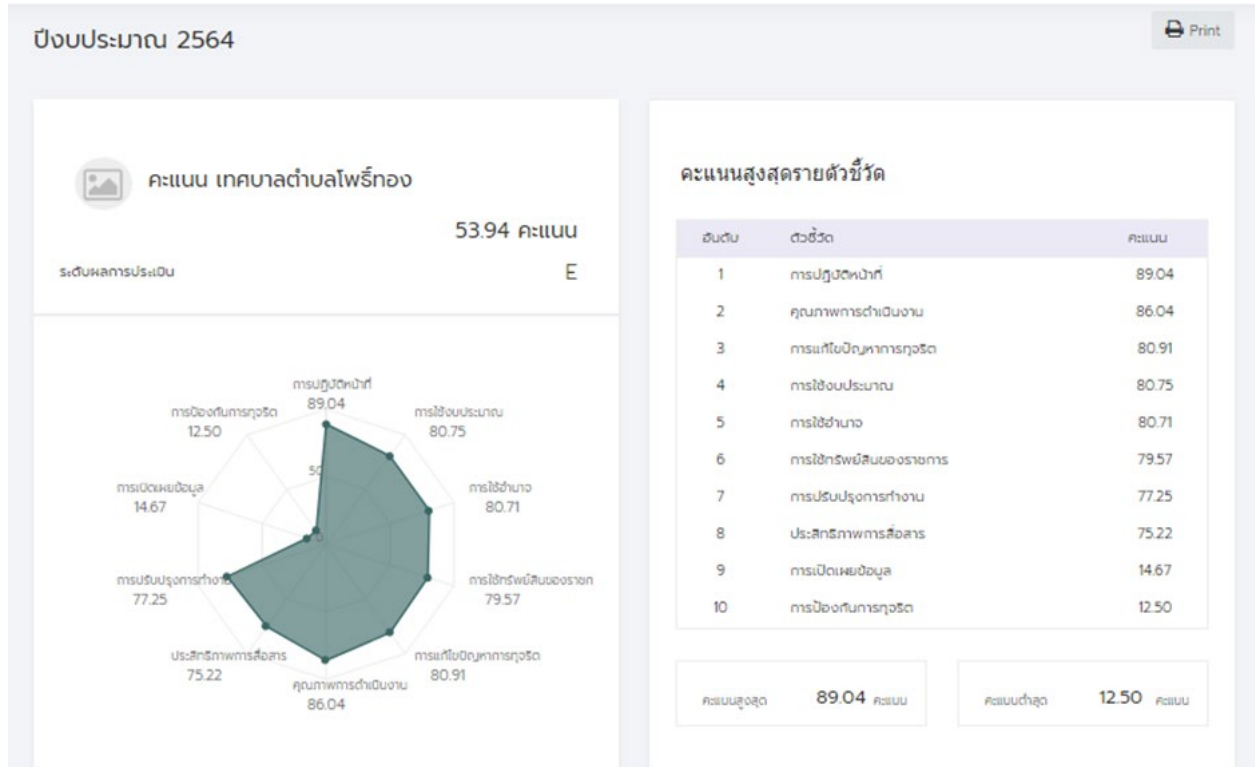 ปีงบประมาณ 2564
Print
คะแนน เทศบาลตำบลโพธิ์ทอง
53.94 คะแนน
ระดับผลการประเมิน E
การปฏิบัติหน้าที่
89.04
การป้องกันการทุจริต
12.50
การใช้งบประมาณ
80.75
50
การเปิดเผยข้อมูล
14.67
การใช้อำนาจ
80.71
0
การปรับปรุงการทำงาน
77.25
การใช้ทรัพย์สินของราชก
79.57
ประสิทธิภาพการสื่อสาร
75.22
การแก้ไขปัญหาการทุจริต
80.91
คุณภาพการดำเนินงาน
86.04
คะแนนสูงสุดรายตัวชี้วัด
อันดับ ตัวชี้วัด คะแนน
1 การปฏิบัติหน้าที่ 89.04
2 คุณภาพการดำเนินงาน 86.04
3 การแก้ไขปัญหาการทุจริต 80.91
4 การใช้งบประมาณ 80.75
5 การใช้อำนาจ 80.71
6 การใช้ทรัพย์สินของราชการ 79.57
7 การปรับปรุงการทำงาน 77.25
8 ประสิทธิภาพการสื่อสาร 75.22
9 การเปิดเผยข้อมูล 14.67
10 การป้องกันการทุจริต 12.50
คะแนนสูงสุด 89.04 คะแนน
คะแนนต่ำสุด 12.50 คะแนน